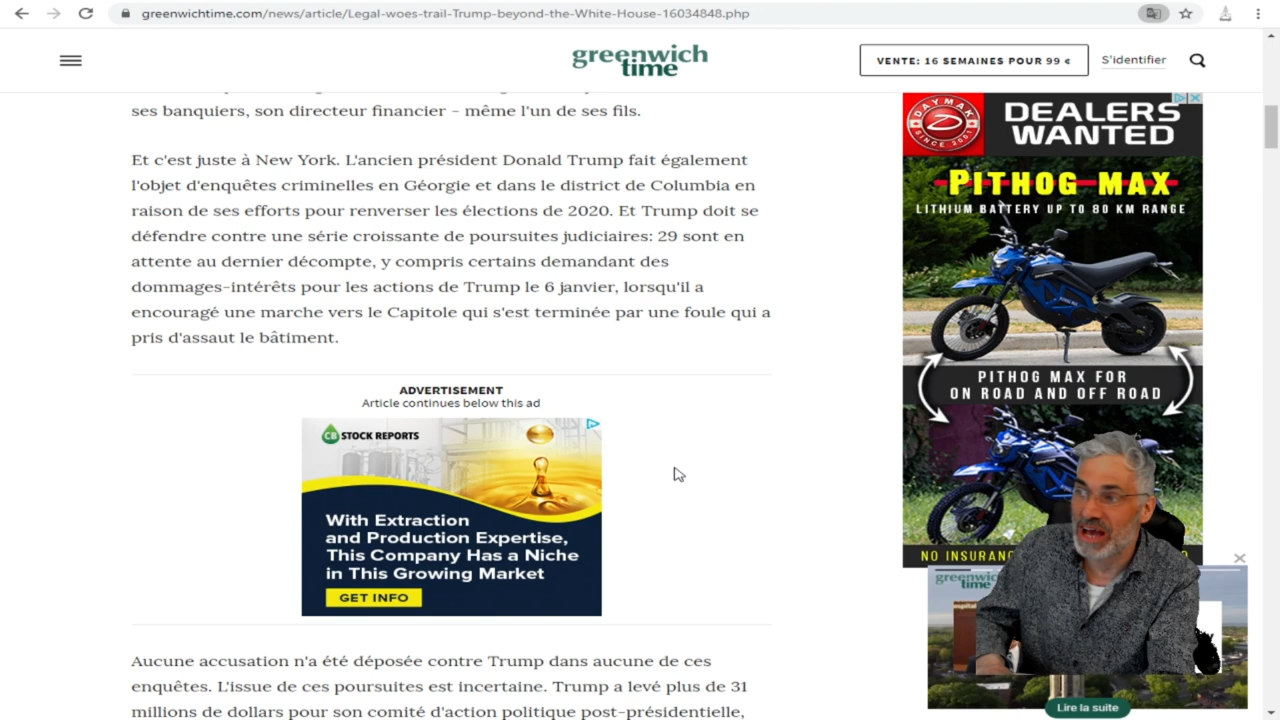 greenwichtime.com/news/article/Legal-woes-trail-Trump-beyond-the-White-House-16034848.php
greenwich
time
VENTE: 16 SEMAINES POUR 99 ¢
S'identifier
ses banquiers, son directeur financier - même l'un de ses fils.
Et c'est juste à New York. L'ancien président Donald Trump fait également
l'objet d'enquêtes criminelles en Géorgie et dans le district de Columbia en
raison de ses efforts pour renverser les élections de 2020. Et Trump doit se
défendre contre une série croissante de poursuites judiciaires: 29 sont en
attente au dernier décompte, y compris certains demandant des
dommages-intérêts pour les actions de Trump le 6 janvier, lorsqu'il a
encouragé une marche vers le Capitole qui s'est terminée par une foule qui a
pris d'assaut le bâtiment.
ADVERTISEMENT
Article continues below this ad
CB STOCK REPORTS
With Extraction
and Production Expertise,
This Company Has a Niche
in This Growing Market
GET INFO
Aucune accusation n'a été déposée contre Trump dans aucune de ces
enquêtes. L'issue de ces poursuites est incertaine. Trump a levé plus de 31
millions de dollars pour son comité d'action politique post-présidentielle,
DAYMAK
SINCE 2001
DEALERS
WANTED
PITHOG MAX
LITHIUM BATTERY UP TO 80 KM RANGE
PITHOG MAX FOR
ON ROAD AND OFF ROAD
NO
greenwich
time
Lire la suite